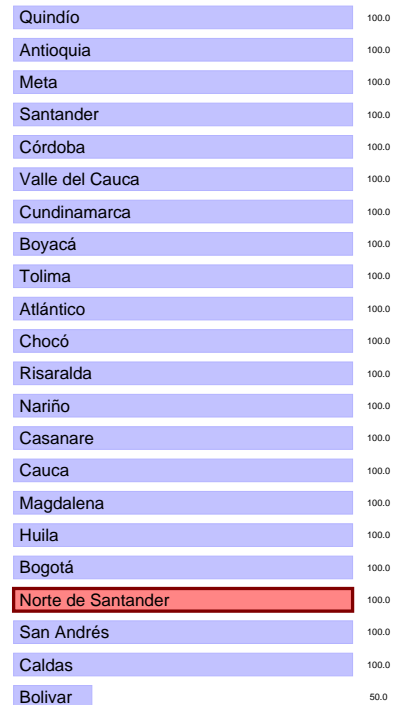 Quindío 100.0
Antioquia 100.0
Meta 100.0
Santander 100.0
Córdoba 100.0
Valle del Cauca 100.0
Cundinamarca 100.0
Boyacá 100.0
Tolima 100.0
Atlántico 100.0
Chocó 100.0
Risaralda 100.0
Nariño 100.0
Casanare 100.0
Cauca 100.0
Magdalena 100.0
Huila 100.0
Bogotá 100.0
Norte de Santander 100.0
San Andrés 100.0
Caldas 100.0
Bolivar 50.0